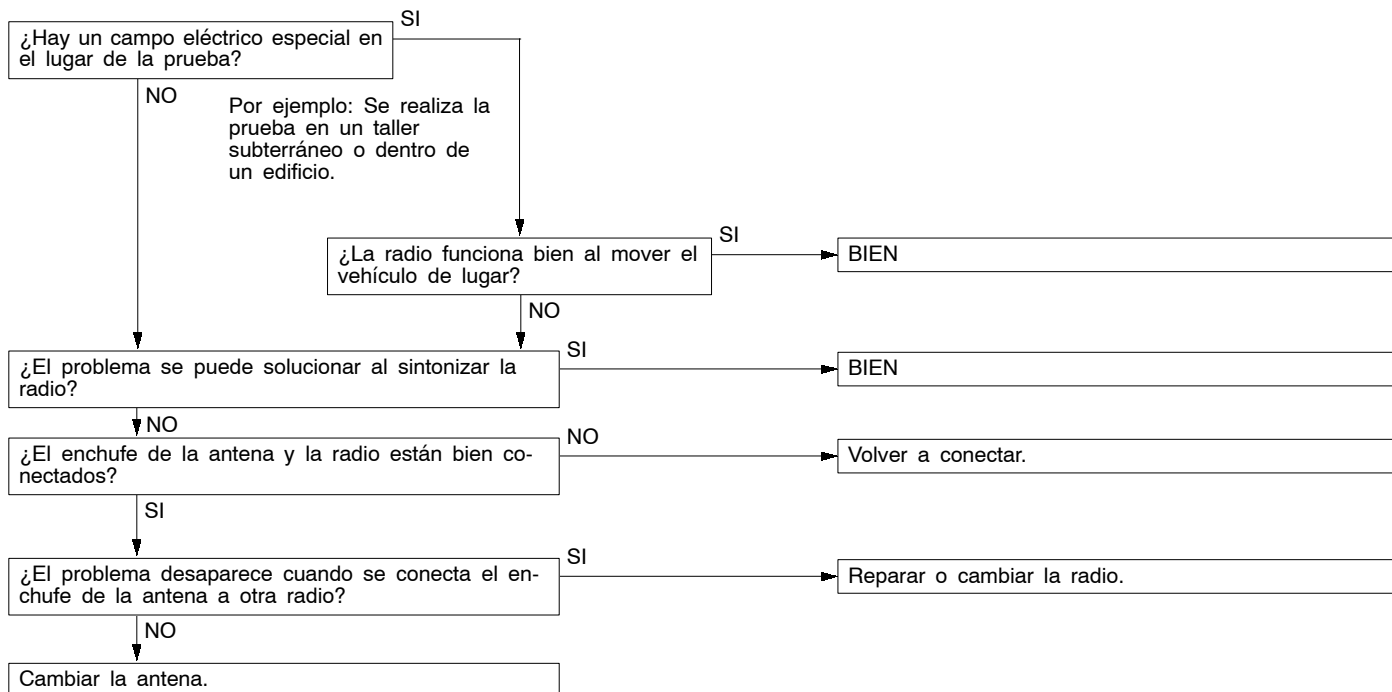 SI
¿Hay un campo eléctrico especial en
el lugar de la prueba?
NO
Por ejemplo: Se realiza la
prueba en un taller
subterráneo o dentro de
un edificio.
SI
¿La radio funciona bien al mover el
vehículo de lugar?
BIEN
NO
SI
¿El problema se puede solucionar al sintonizar la
radio?
BIEN
NO
NO
¿El enchufe de la antena y la radio están bien co-
nectados?
Volver a conectar.
SI
SI
¿El problema desaparece cuando se conecta el en-
chufe de la antena a otra radio?
Reparar o cambiar la radio.
NO
Cambiar la antena.